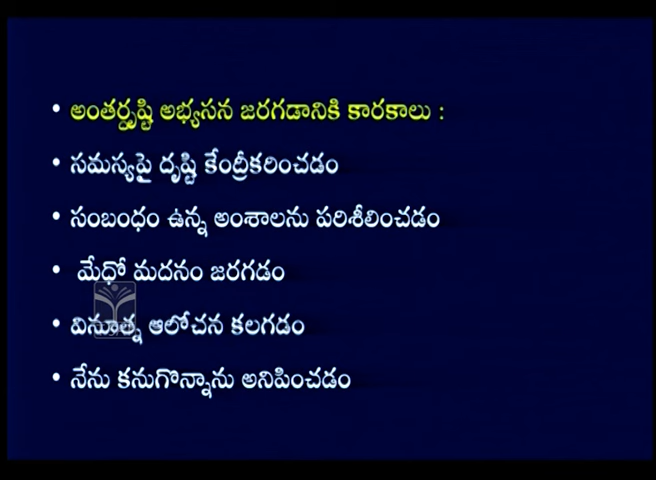 • అంతర్దృష్టి అభ్యసన జరగడానికి కారకాలు :
• సమస్యపై దృష్టి కేంద్రీకరించడం
• సంబంధం ఉన్న అంశాలను పరిశీలించడం
• మేధో మదనం జరగడం
• వినూత్న ఆలోచన కలగడం
• నేను కనుగొన్నాను అనిపించడం